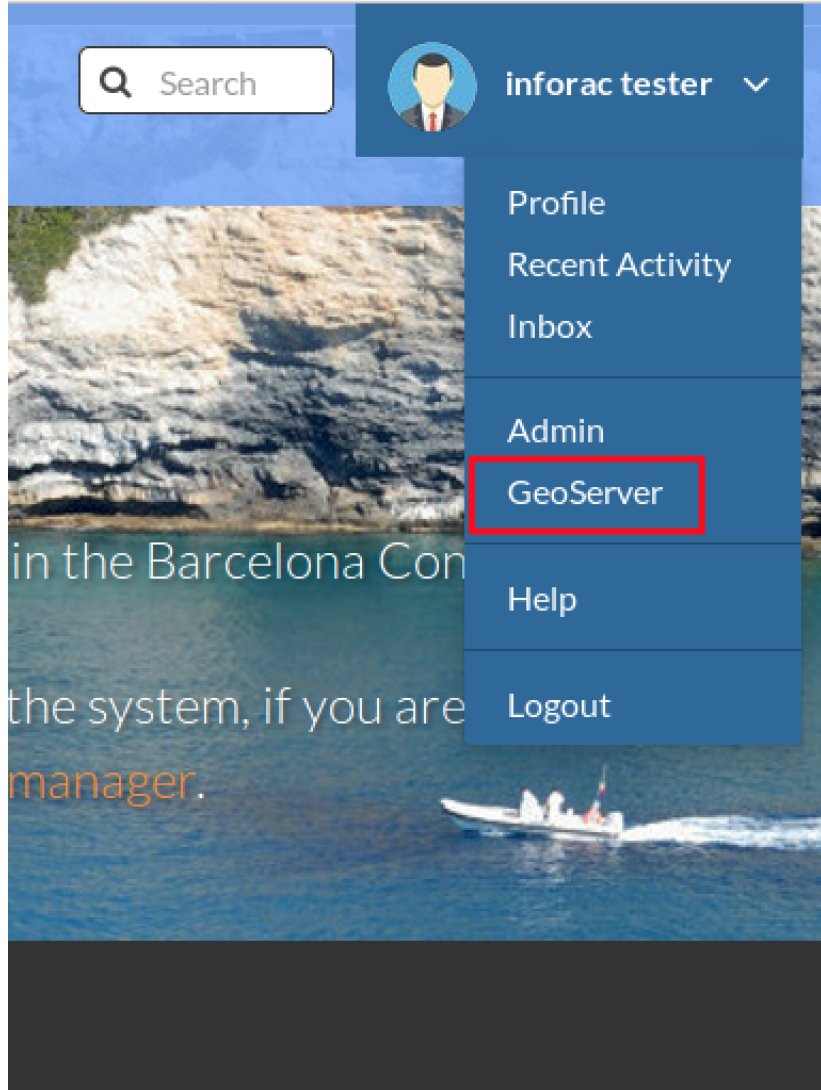 Search
inforac tester
Profile
Recent Activity
Inbox
Admin
GeoServer
Help
Logout
in the Barcelona Con
the system, if you are
manager.